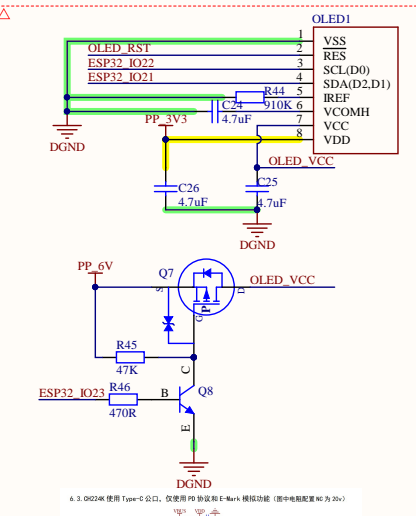 OLED1
1 VSS
OLED_RST 2 RES
ESP32_IO22 3 SCL(D0)
ESP32_IO21 4 SDA(D2,D1)
R44 5 IREF
C24 910K 6 VCOMH
PP_3V3 4.7uF 7 VCC
8 VDD
DGND
OLED_VCC
C26 C25
4.7uF 4.7uF
DGND
PP_6V Q7 OLED_VCC
S D
P
G
R45
47K
C
R46 Q8
ESP32_IO23 B
470R
E
DGND
6.3.CH224K 使用 Type-C 公口，仅使用 PD 协议和 E-Mark 模拟功能（图中电阻配置 NC 为 20v）
VBUS VDD